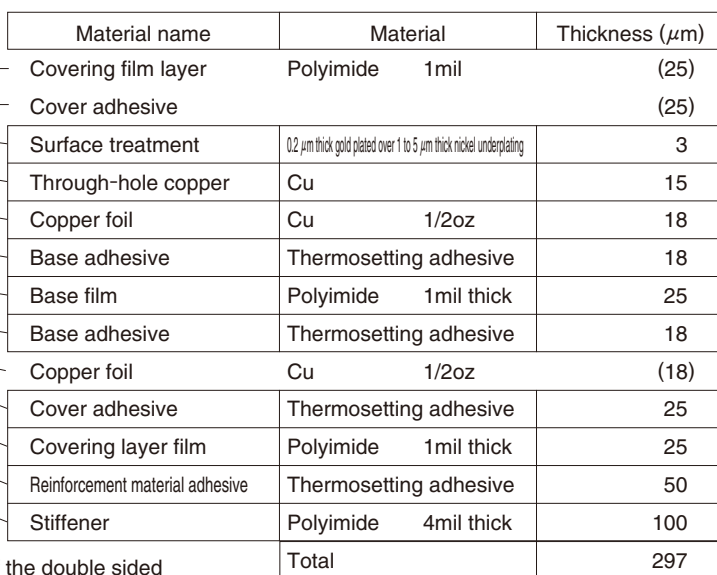 Material name Material Thickness (μm)
Covering film layer Polyimide 1mil (25)
Cover adhesive (25)
Surface treatment 0.2 μm thick gold plated over 1 to 5 μm thick nickel underplating 3
Through-hole copper Cu 15
Copper foil Cu 1/2oz 18
Base adhesive Thermosetting adhesive 18
Base film Polyimide 1mil thick 25
Base adhesive Thermosetting adhesive 18
Copper foil Cu 1/2oz (18)
Cover adhesive Thermosetting adhesive 25
Covering layer film Polyimide 1mil thick 25
Reinforcement material adhesive Thermosetting adhesive 50
Stiffener Polyimide 4mil thick 100
Total 297
the double sided